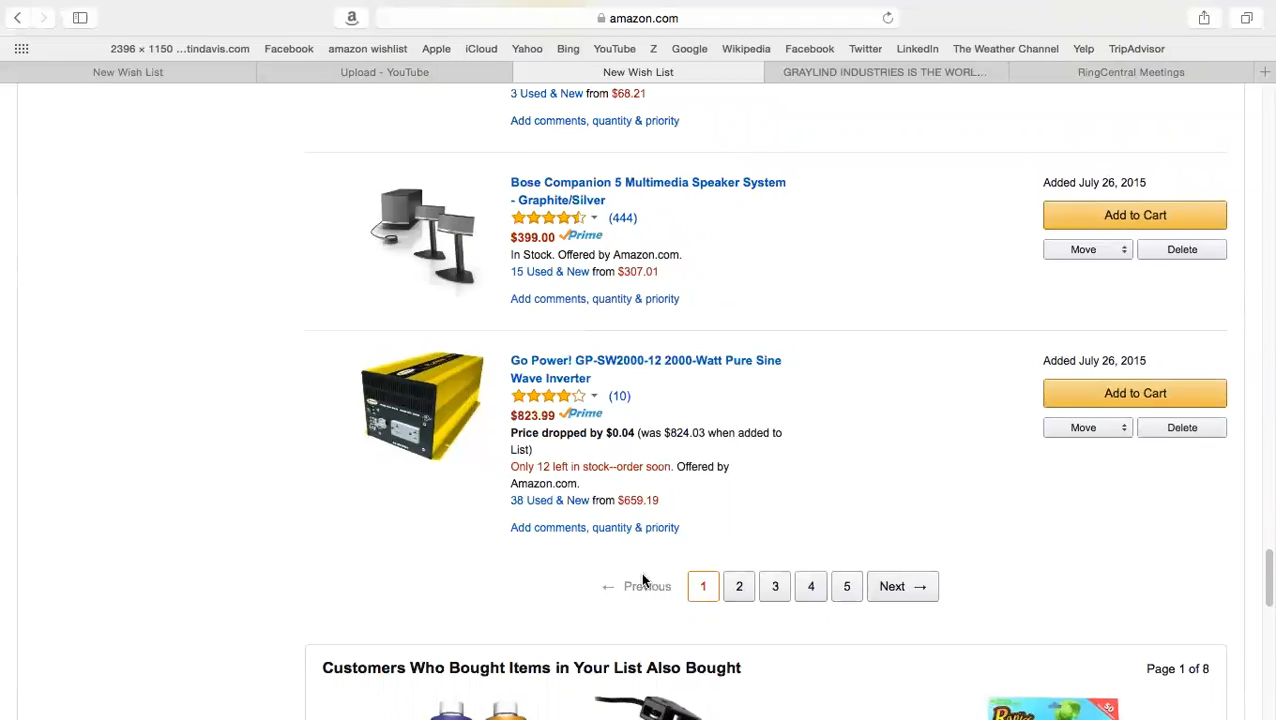 amazon.com
2396 × 1150 ...tindavis.com Facebook amazon wishlist Apple iCloud Yahoo Bing YouTube Z Google Wikipedia Facebook Twitter LinkedIn The Weather Channel Yelp TripAdvisor
New Wish List Upload - YouTube New Wish List GRAYLIND INDUSTRIES IS THE WORL... RingCentral Meetings
3 Used & New from $68.21
Add comments, quantity & priority
Bose Companion 5 Multimedia Speaker System
- Graphite/Silver
(444)
$399.00 Prime
In Stock. Offered by Amazon.com.
15 Used & New from $307.01
Add comments, quantity & priority
Added July 26, 2015
Add to Cart
Move Delete
Go Power! GP-SW2000-12 2000-Watt Pure Sine
Wave Inverter
(10)
$823.99 Prime
Price dropped by $0.04 (was $824.03 when added to
List)
Only 12 left in stock--order soon. Offered by
Amazon.com.
38 Used & New from $659.19
Add comments, quantity & priority
Added July 26, 2015
Add to Cart
Move Delete
← Previous 1 2 3 4 5 Next →
Customers Who Bought Items in Your List Also Bought Page 1 of 8